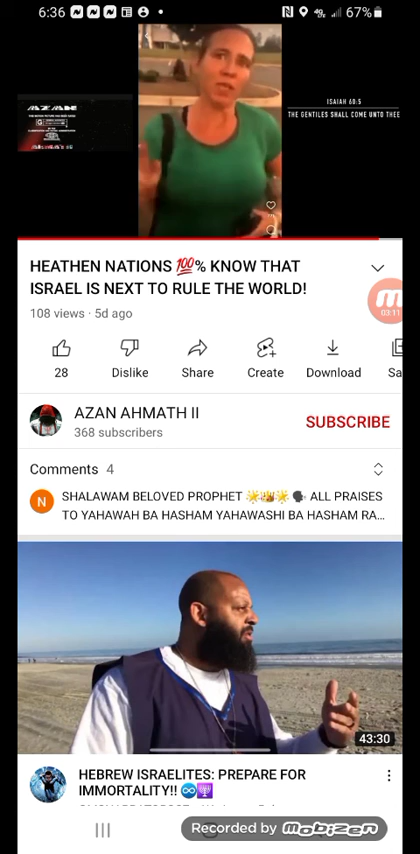 6:36
67%
ISAIAH 60:5
THE GENTILES SHALL COME UNTO THEE
HEATHEN NATIONS 💯% KNOW THAT
ISRAEL IS NEXT TO RULE THE WORLD!
108 views · 5d ago
03:11
28 Dislike Share Create Download Sa
AZAN AHMATH II
368 subscribers
SUBSCRIBE
Comments 4
N
SHALAWAM BELOVED PROPHET 🌟👑🌟 🗣 ALL PRAISES
TO YAHAWAH BA HASHAM YAHAWASHI BA HASHAM RA...
43:30
HEBREW ISRAELITES: PREPARE FOR
IMMORTALITY!! ♾️🕎
Recorded by mobizen